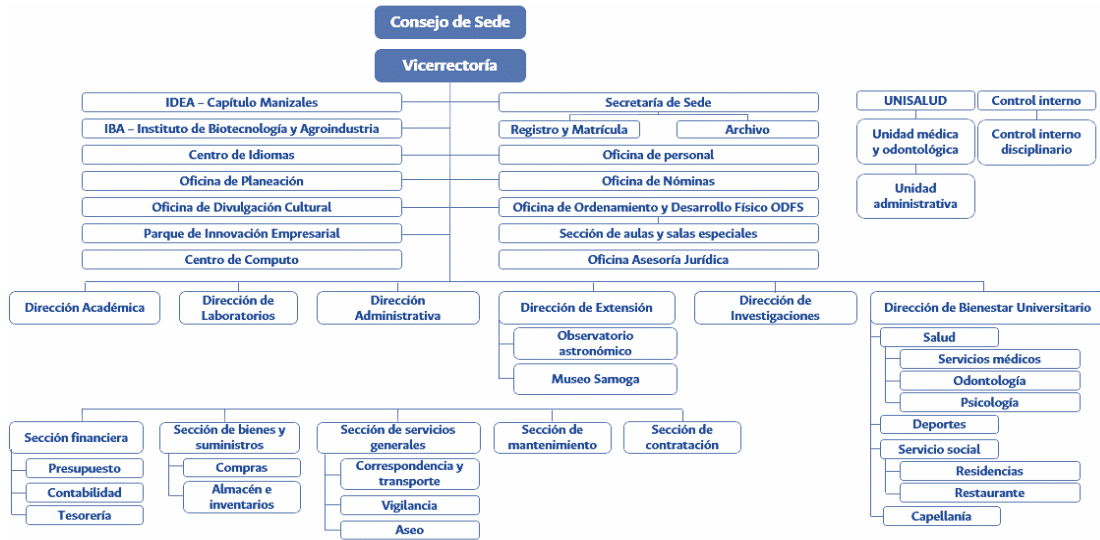 Consejo de Sede
Vicerrectoría
IDEA – Capítulo Manizales
Secretaría de Sede
UNISALUD
Control interno
IBA – Instituto de Biotecnología y Agroindustria
Registro y Matrícula
Archivo
Unidad médica
y odontológica
Control interno
disciplinario
Centro de Idiomas
Oficina de personal
Oficina de Planeación
Oficina de Nóminas
Unidad
administrativa
Oficina de Divulgación Cultural
Oficina de Ordenamiento y Desarrollo Físico ODFS
Parque de Innovación Empresarial
Sección de aulas y salas especiales
Centro de Computo
Oficina Asesoría Jurídica
Dirección Académica
Dirección de
Laboratorios
Dirección
Administrativa
Dirección de Extensión
Dirección de
Investigaciones
Dirección de Bienestar Universitario
Observatorio
astronómico
Museo Samoga
Salud
Servicios médicos
Odontología
Psicología
Deportes
Servicio social
Residencias
Restaurante
Capellanía
Sección financiera
Presupuesto
Contabilidad
Tesorería
Sección de bienes y
suministros
Compras
Almacén e
inventarios
Sección de servicios
generales
Correspondencia y
transporte
Vigilancia
Aseo
Sección de
mantenimiento
Sección de
contratación